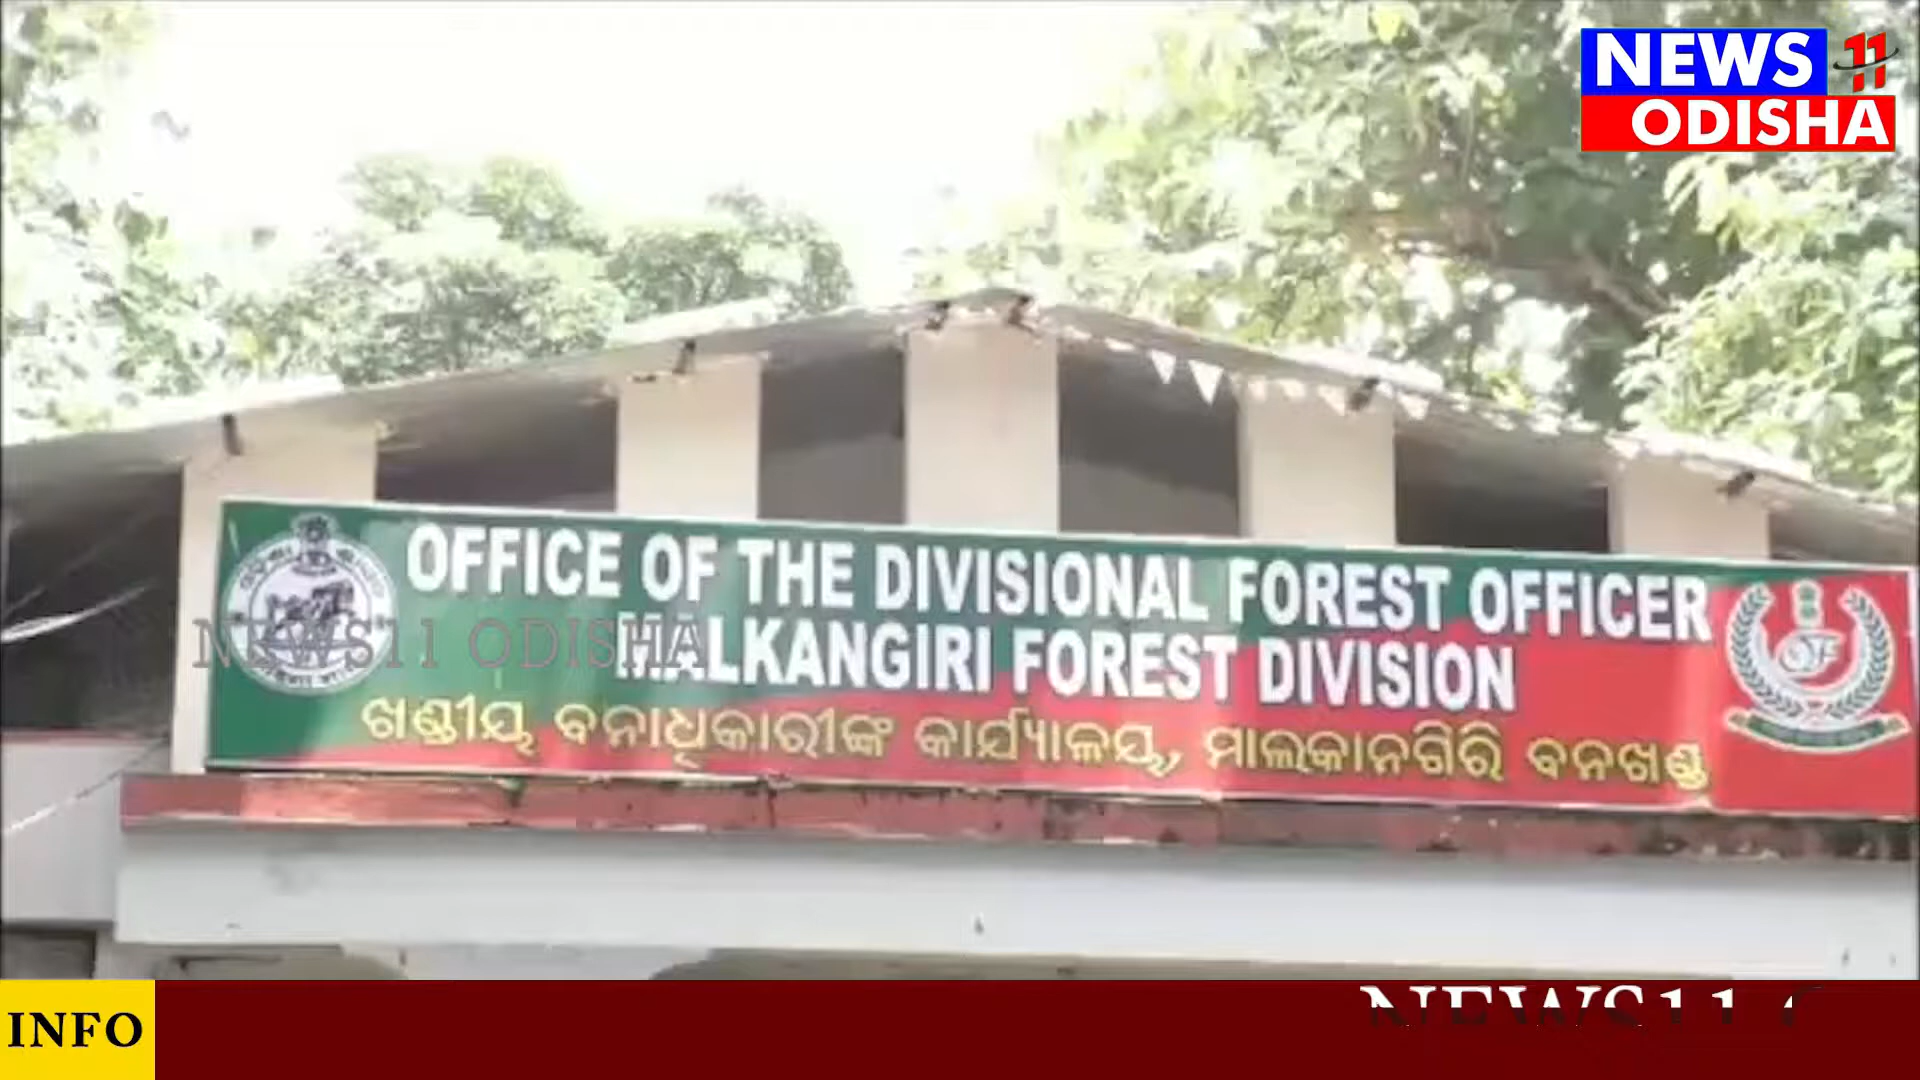 NEWS 11
ODISHA
OFFICE OF THE DIVISIONAL FOREST OFFICER
MALKANGIRI FOREST DIVISION
NEWS11 ODISHA
ଖଣ୍ଡୀୟ ବନାଧିକାରୀଙ୍କ କାର୍ଯ୍ୟାଳୟ, ମାଲକାନଗିରି ବନଖଣ୍ଡ
INFO
NEWS11